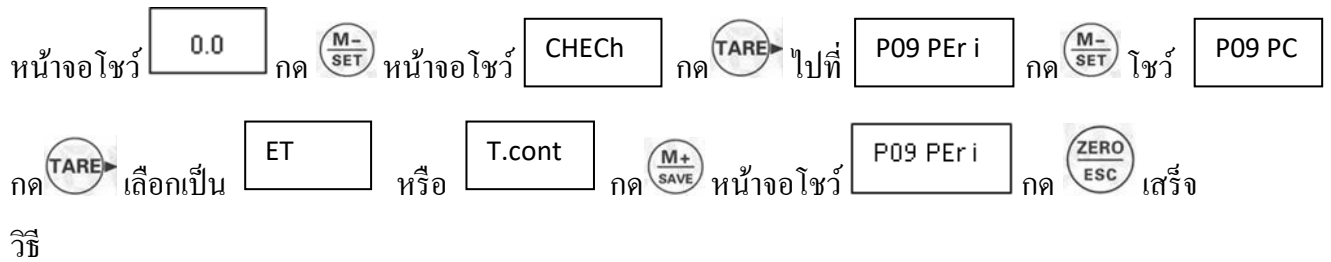 หน้าจอโชว์ 0.0 กด M- SET หน้าจอโชว์ CHECh กด TARE ไปที่ P09 PEr i กด M- SET โชว์ P09 PC
กด TARE เลือกเป็น ET หรือ T.cont กด M+ SAVE หน้าจอโชว์ P09 PEr i กด ZERO ESC เสร็จ
วิธี